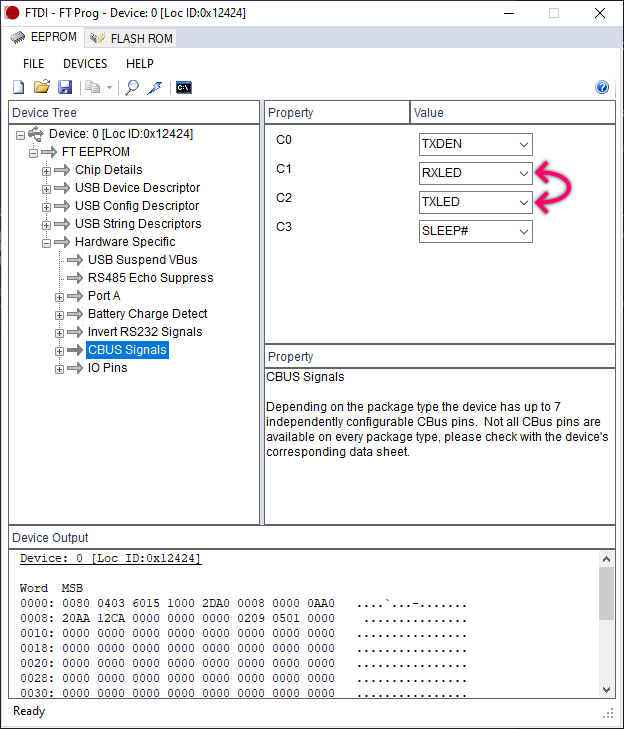 FTDI - FT Prog - Device: 0 [Loc ID:0x12424]
EEPROM FLASH ROM
FILE DEVICES HELP
C:\
Device Tree
Device: 0 [Loc ID:0x12424]
FT EEPROM
Chip Details
USB Device Descriptor
USB Config Descriptor
USB String Descriptors
Hardware Specific
USB Suspend VBus
RS485 Echo Suppress
Port A
Battery Charge Detect
Invert RS232 Signals
CBUS Signals
IO Pins
Property Value
C0 TXDEN
C1 RXLED
C2 TXLED
C3 SLEEP#
Property
CBUS Signals
Depending on the package type the device has up to 7
independently configurable CBus pins.  Not all CBus pins are
available on every package type, please check with the device's
corresponding data sheet.
Device Output
Device: 0 [Loc ID:0x12424]
Word MSB
0000: 0080 0403 6015 1000 2DA0 0008 0000 0AA0 ....`...-.......
0008: 20AA 12CA 0000 0000 0000 0209 0501 0000 ...............
0010: 0000 0000 0000 0000 0000 0000 0000 0000 ................
0018: 0000 0000 0000 0000 0000 0000 0000 0000 ................
0020: 0000 0000 0000 0000 0000 0000 0000 0000 ................
0028: 0000 0000 0000 0000 0000 0000 0000 0000 ................
0030: 0000 0000 0000 0000 0000 0000 0000 0000 ................
Ready